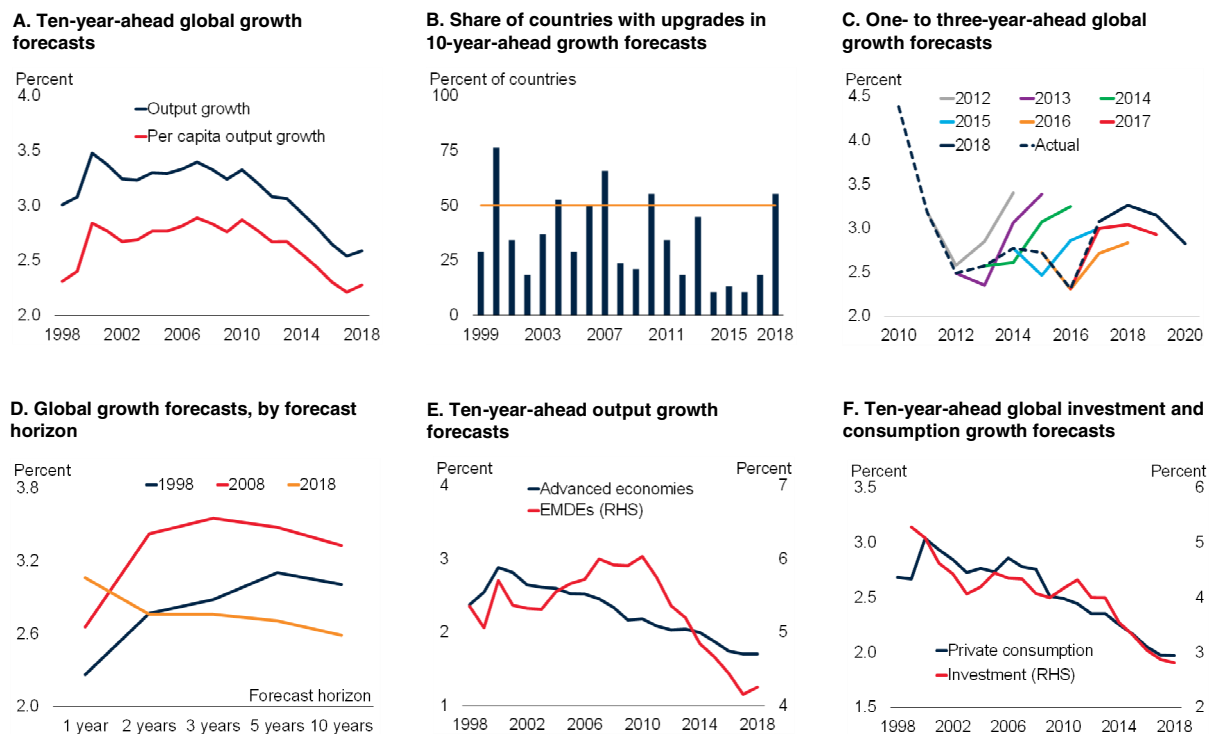 A. Ten-year-ahead global growth
forecasts
Percent
4.0
3.5
3.0
2.5
2.0
Output growth
Per capita output growth
1998 2002 2006 2010 2014 2018
B. Share of countries with upgrades in
10-year-ahead growth forecasts
Percent of countries
100
75
50
25
0
1999 2003 2007 2011 2015 2018
C. One- to three-year-ahead global
growth forecasts
Percent
4.5
4.0
3.5
3.0
2.5
2.0
2012 2013 2014
2015 2016 2017
2018 Actual
2010 2012 2014 2016 2018 2020
D. Global growth forecasts, by forecast
horizon
Percent
3.8
3.2
2.6
2.0
1998 2008 2018
Forecast horizon
1 year 2 years 3 years 5 years 10 years
E. Ten-year-ahead output growth
forecasts
Percent Percent
4 7
3 6
2 5
1 4
Advanced economies
EMDEs (RHS)
1998 2002 2006 2010 2014 2018
F. Ten-year-ahead global investment and
consumption growth forecasts
Percent Percent
3.5 6
3.0 5
2.5 4
2.0 3
1.5 2
Private consumption
Investment (RHS)
1998 2002 2006 2010 2014 2018